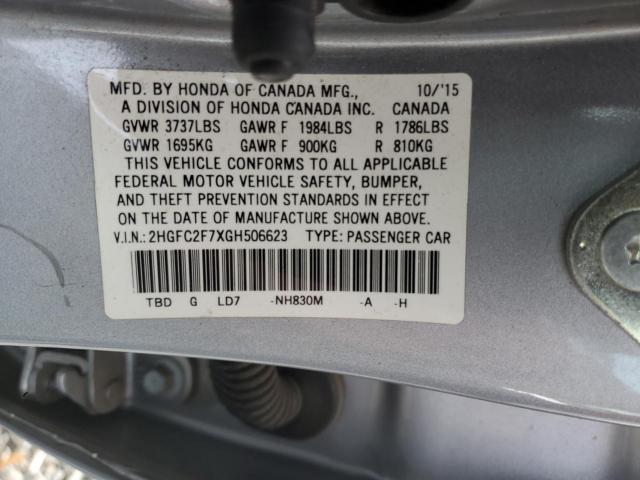 MFD. BY HONDA OF CANADA MFG., 10/'15
A DIVISION OF HONDA CANADA INC. CANADA
GVWR 3737LBS GAWR F 1984LBS R 1786LBS
GVWR 1695KG GAWR F 900KG R 810KG
THIS VEHICLE CONFORMS TO ALL APPLICABLE
FEDERAL MOTOR VEHICLE SAFETY, BUMPER,
AND THEFT PREVENTION STANDARDS IN EFFECT
ON THE DATE OF MANUFACTURE SHOWN ABOVE.
V.I.N.: 2HGFC2F7XGH506623 TYPE: PASSENGER CAR
TBD G LD7 -NH830M -A -H